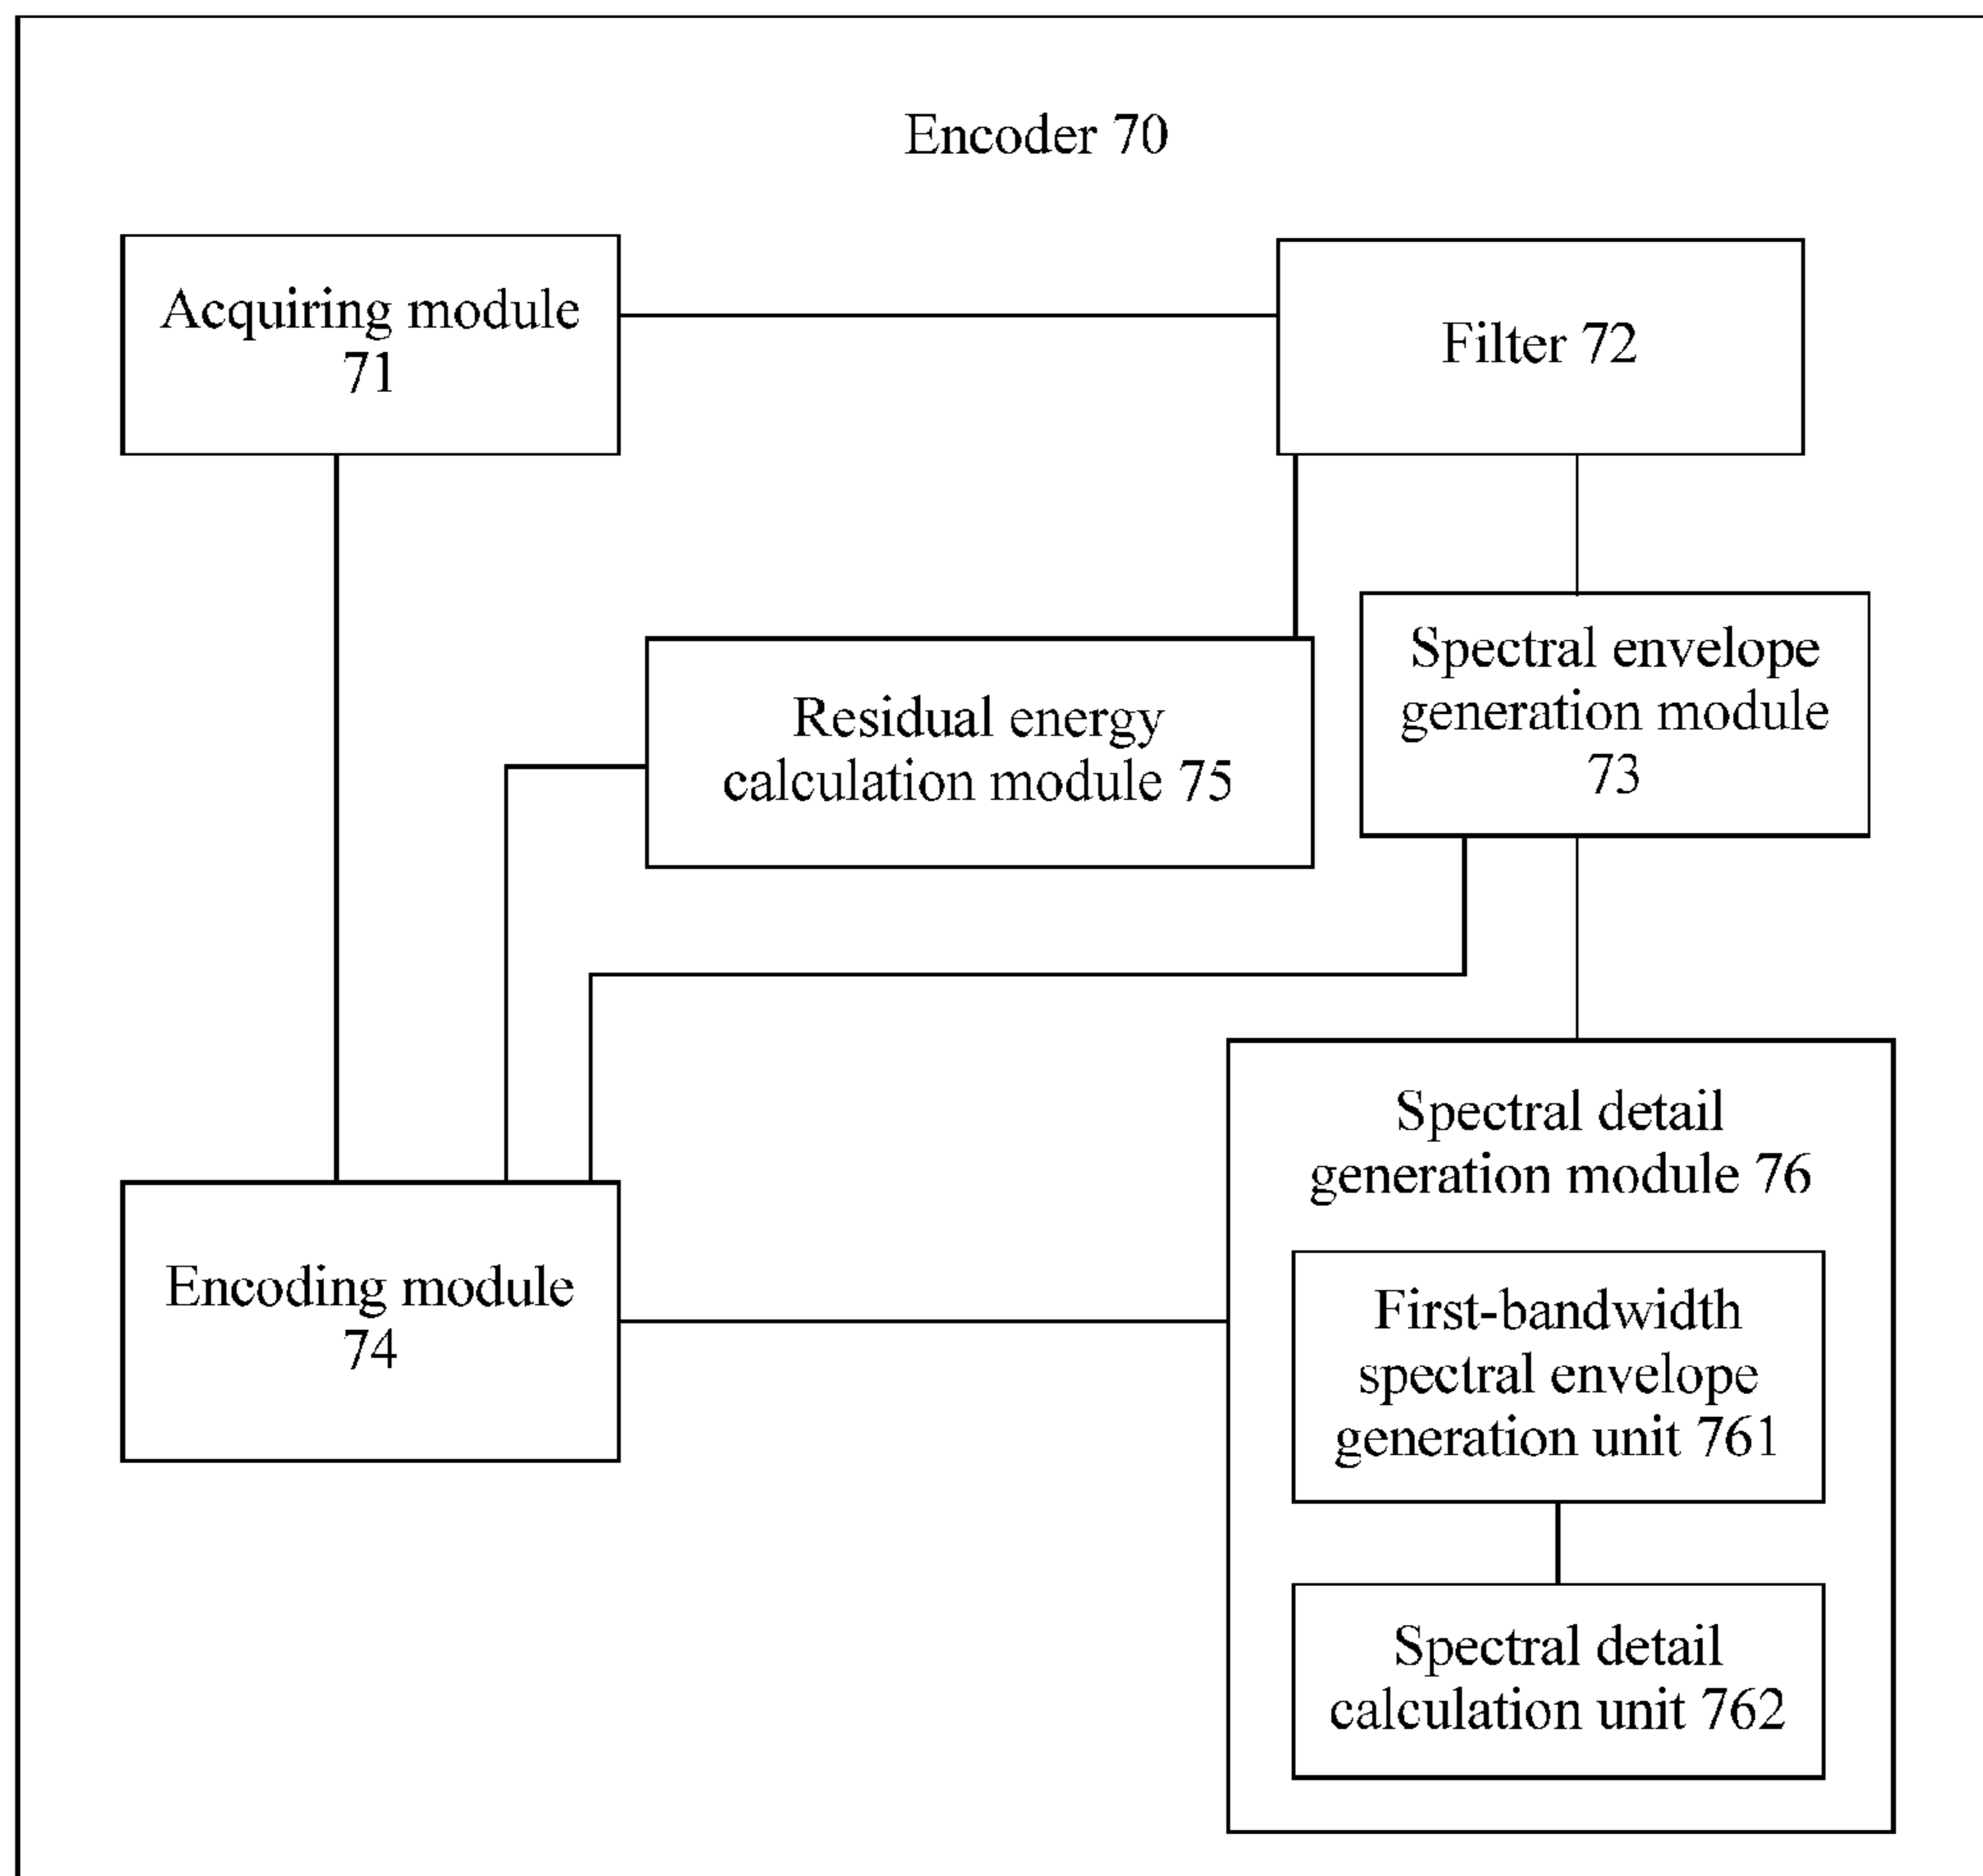 Encoder 70
Acquiring module
71
Filter 72
Spectral envelope
generation module
73
Residual energy
calculation module 75
Spectral detail
generation module 76
Encoding module
74
First-bandwidth
spectral envelope
generation unit 761
Spectral detail
calculation unit 762